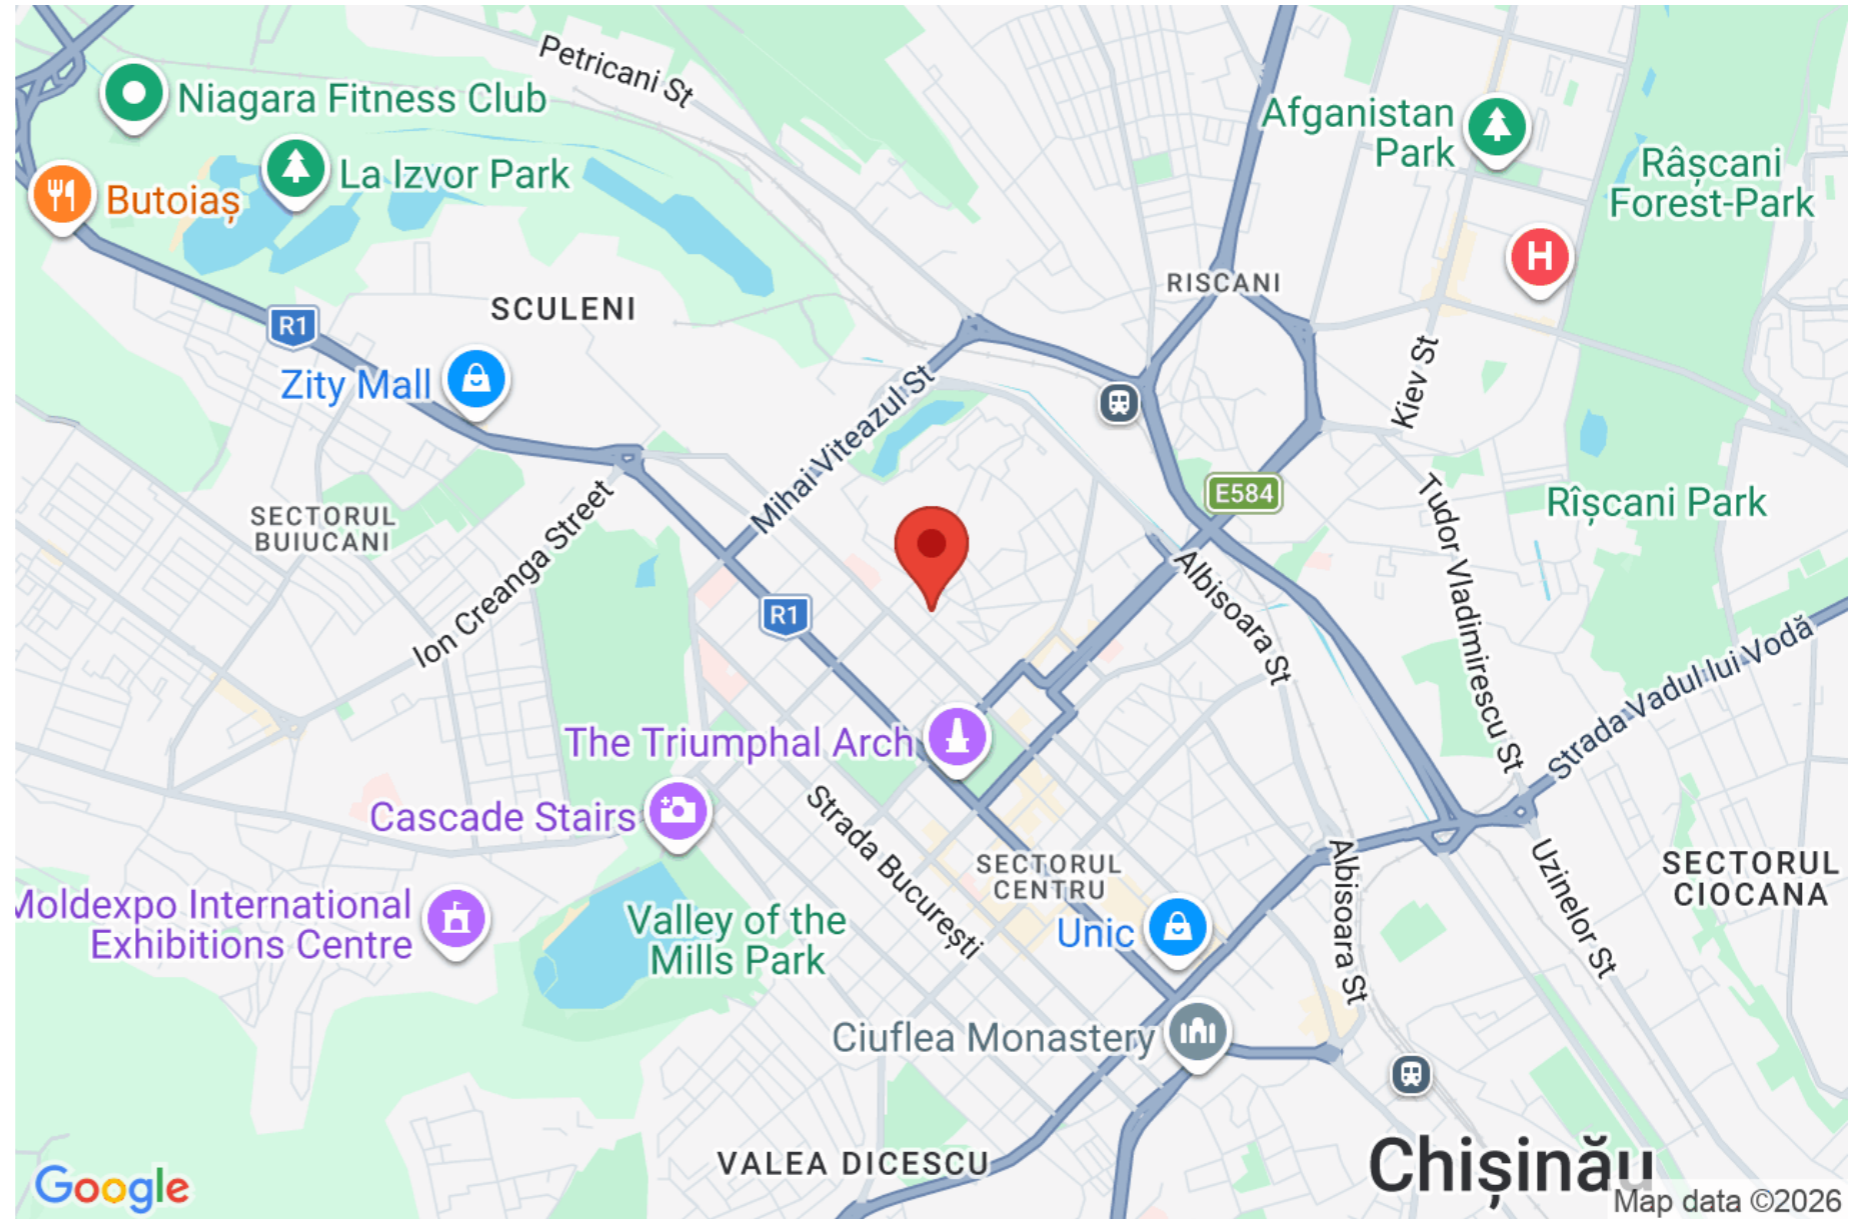 Petricani St
Niagara Fitness Club
La Izvor Park
Butoiaș
Afganistan
Park
Râșcani
Forest-Park
H
RISCANI
SCULENI
R1
Zity Mall
Mihai Viteazul St
Kiev St
E584
Rîșcani Park
SECTORUL
BUIUCANI
Ion Creanga Street
Tudor Vladimirescu St
Albisoara St
R1
Strada Vadul lui Vodă
The Triumphal Arch
Cascade Stairs
Strada București
SECTORUL
CENTRU
Albisoara St
Uzinelor St
SECTORUL
CIOCANA
Moldexpo International
Exhibitions Centre
Valley of the
Mills Park
Unic
Ciuflea Monastery
VALEA DICESCU
Chișinău
Google
Map data ©2026